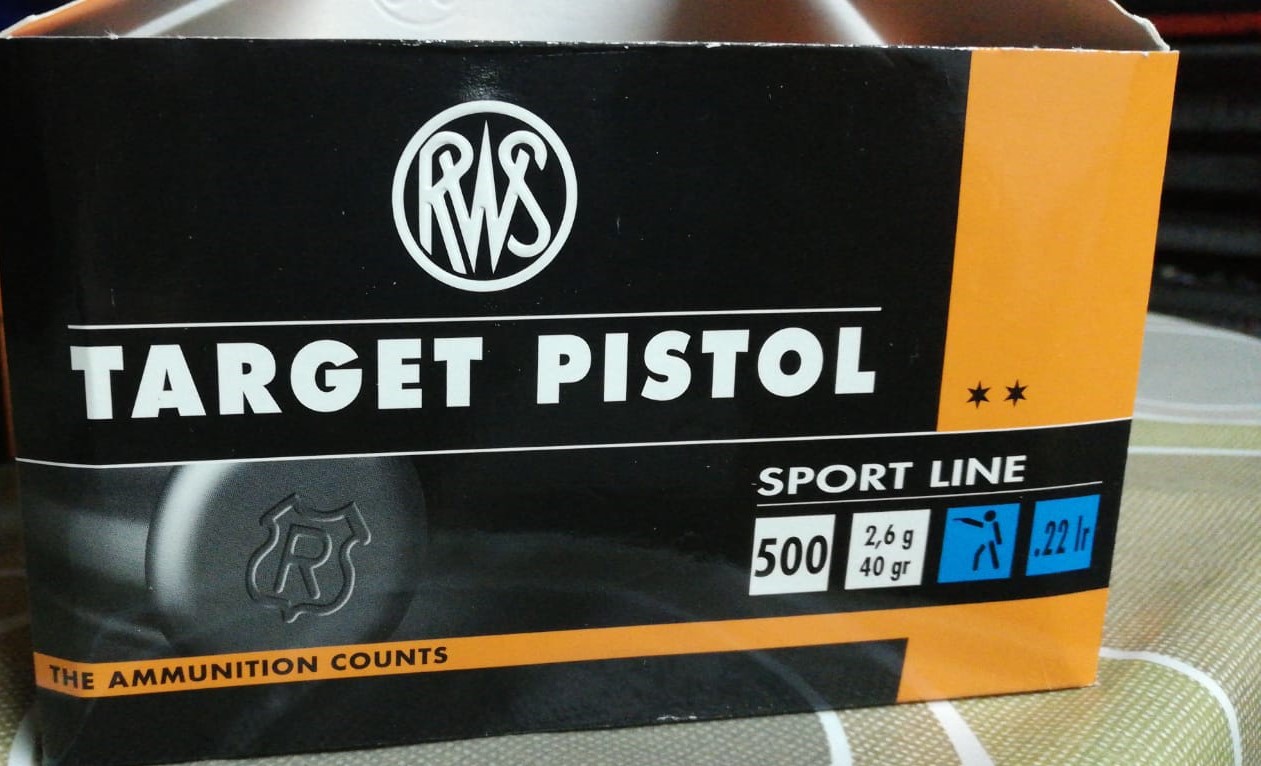 RWS
TARGET PISTOL
★ ★
SPORT LINE
500
2,6 g
40 gr
.22 lr
R
THE AMMUNITION COUNTS